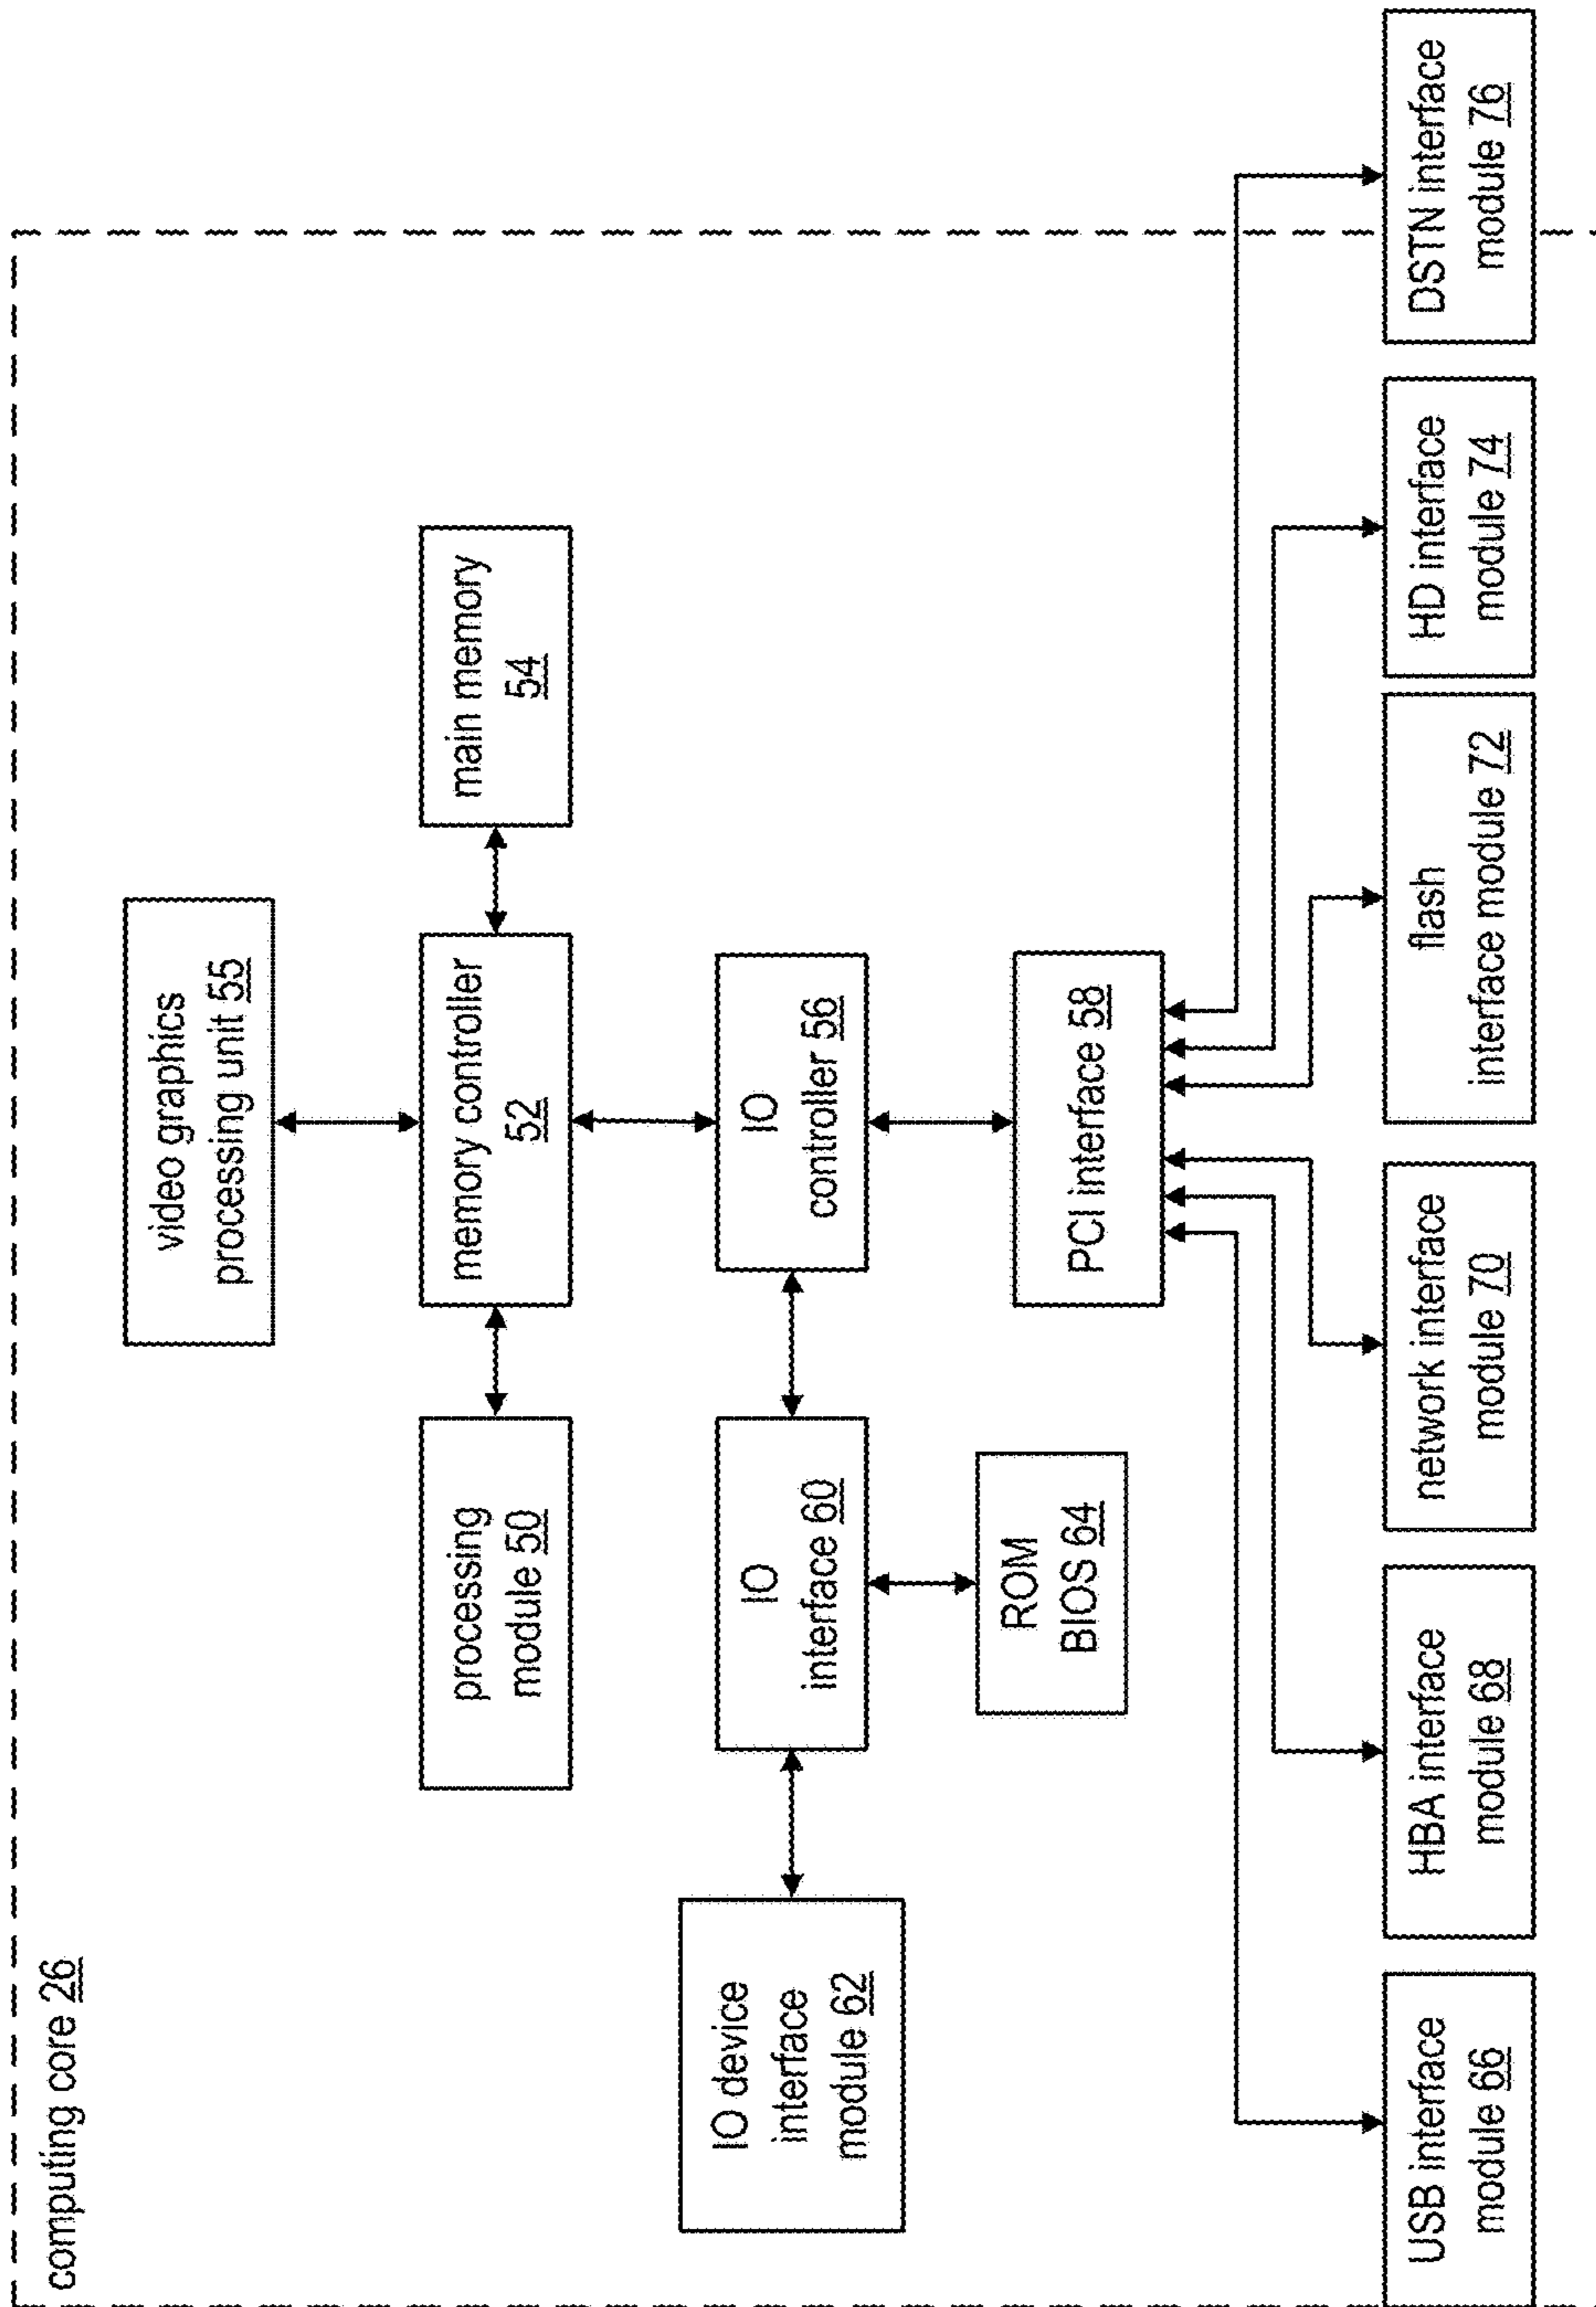 computing core 26
video graphics
processing unit 55
processing
module 50
memory controller
52
main memory
54
IO device
interface
module 62
IO
interface 60
IO
controller 56
ROM
BIOS 64
PCI interface 58
USB interface
module 66
HBA interface
module 68
network interface
module 70
flash
interface module 72
HD interface
module 74
DSTN interface
module 76